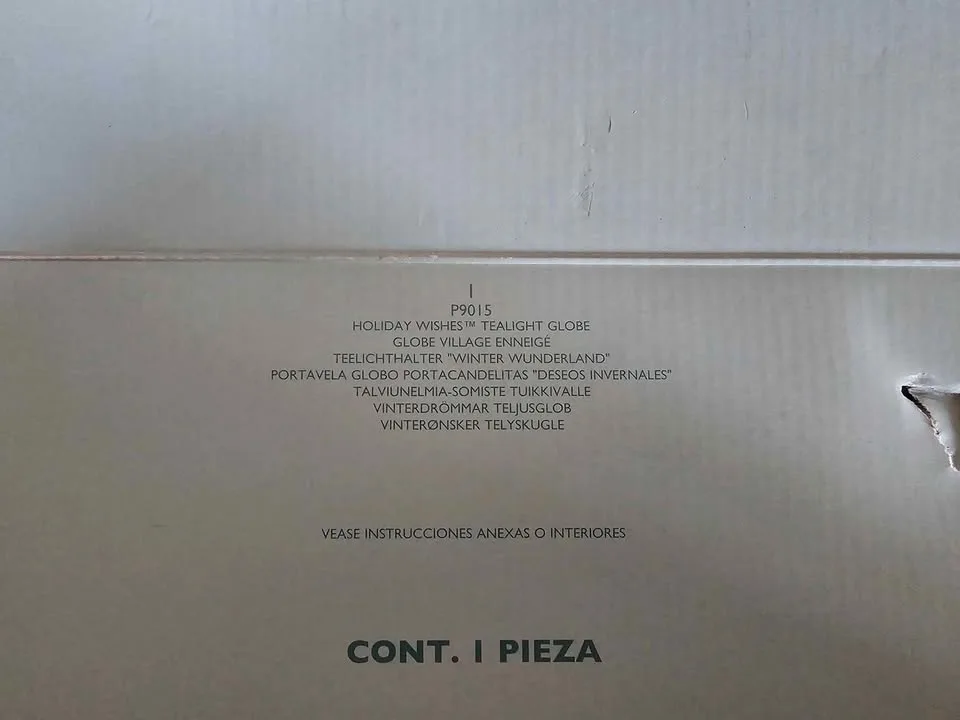 1
P9015
HOLIDAY WISHES™ TEALIGHT GLOBE
GLOBE VILLAGE ENNEIGÉ
TEELICHTHALTER "WINTER WUNDERLAND"
PORTAVELA GLOBO PORTACANDELITAS "DESEOS INVERNALES"
TALVIUNELMIA-SOMISTE TUIKKIVALLE
VINTERDRÖMMAR TELJUSGLOB
VINTERØNSKER TELYSKUGLE
VEASE INSTRUCCIONES ANEXAS O INTERIORES
CONT. 1 PIEZA